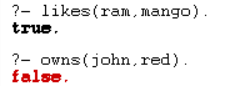 ?- likes(ram,mango).
true.
?- owns(john,red).
false.